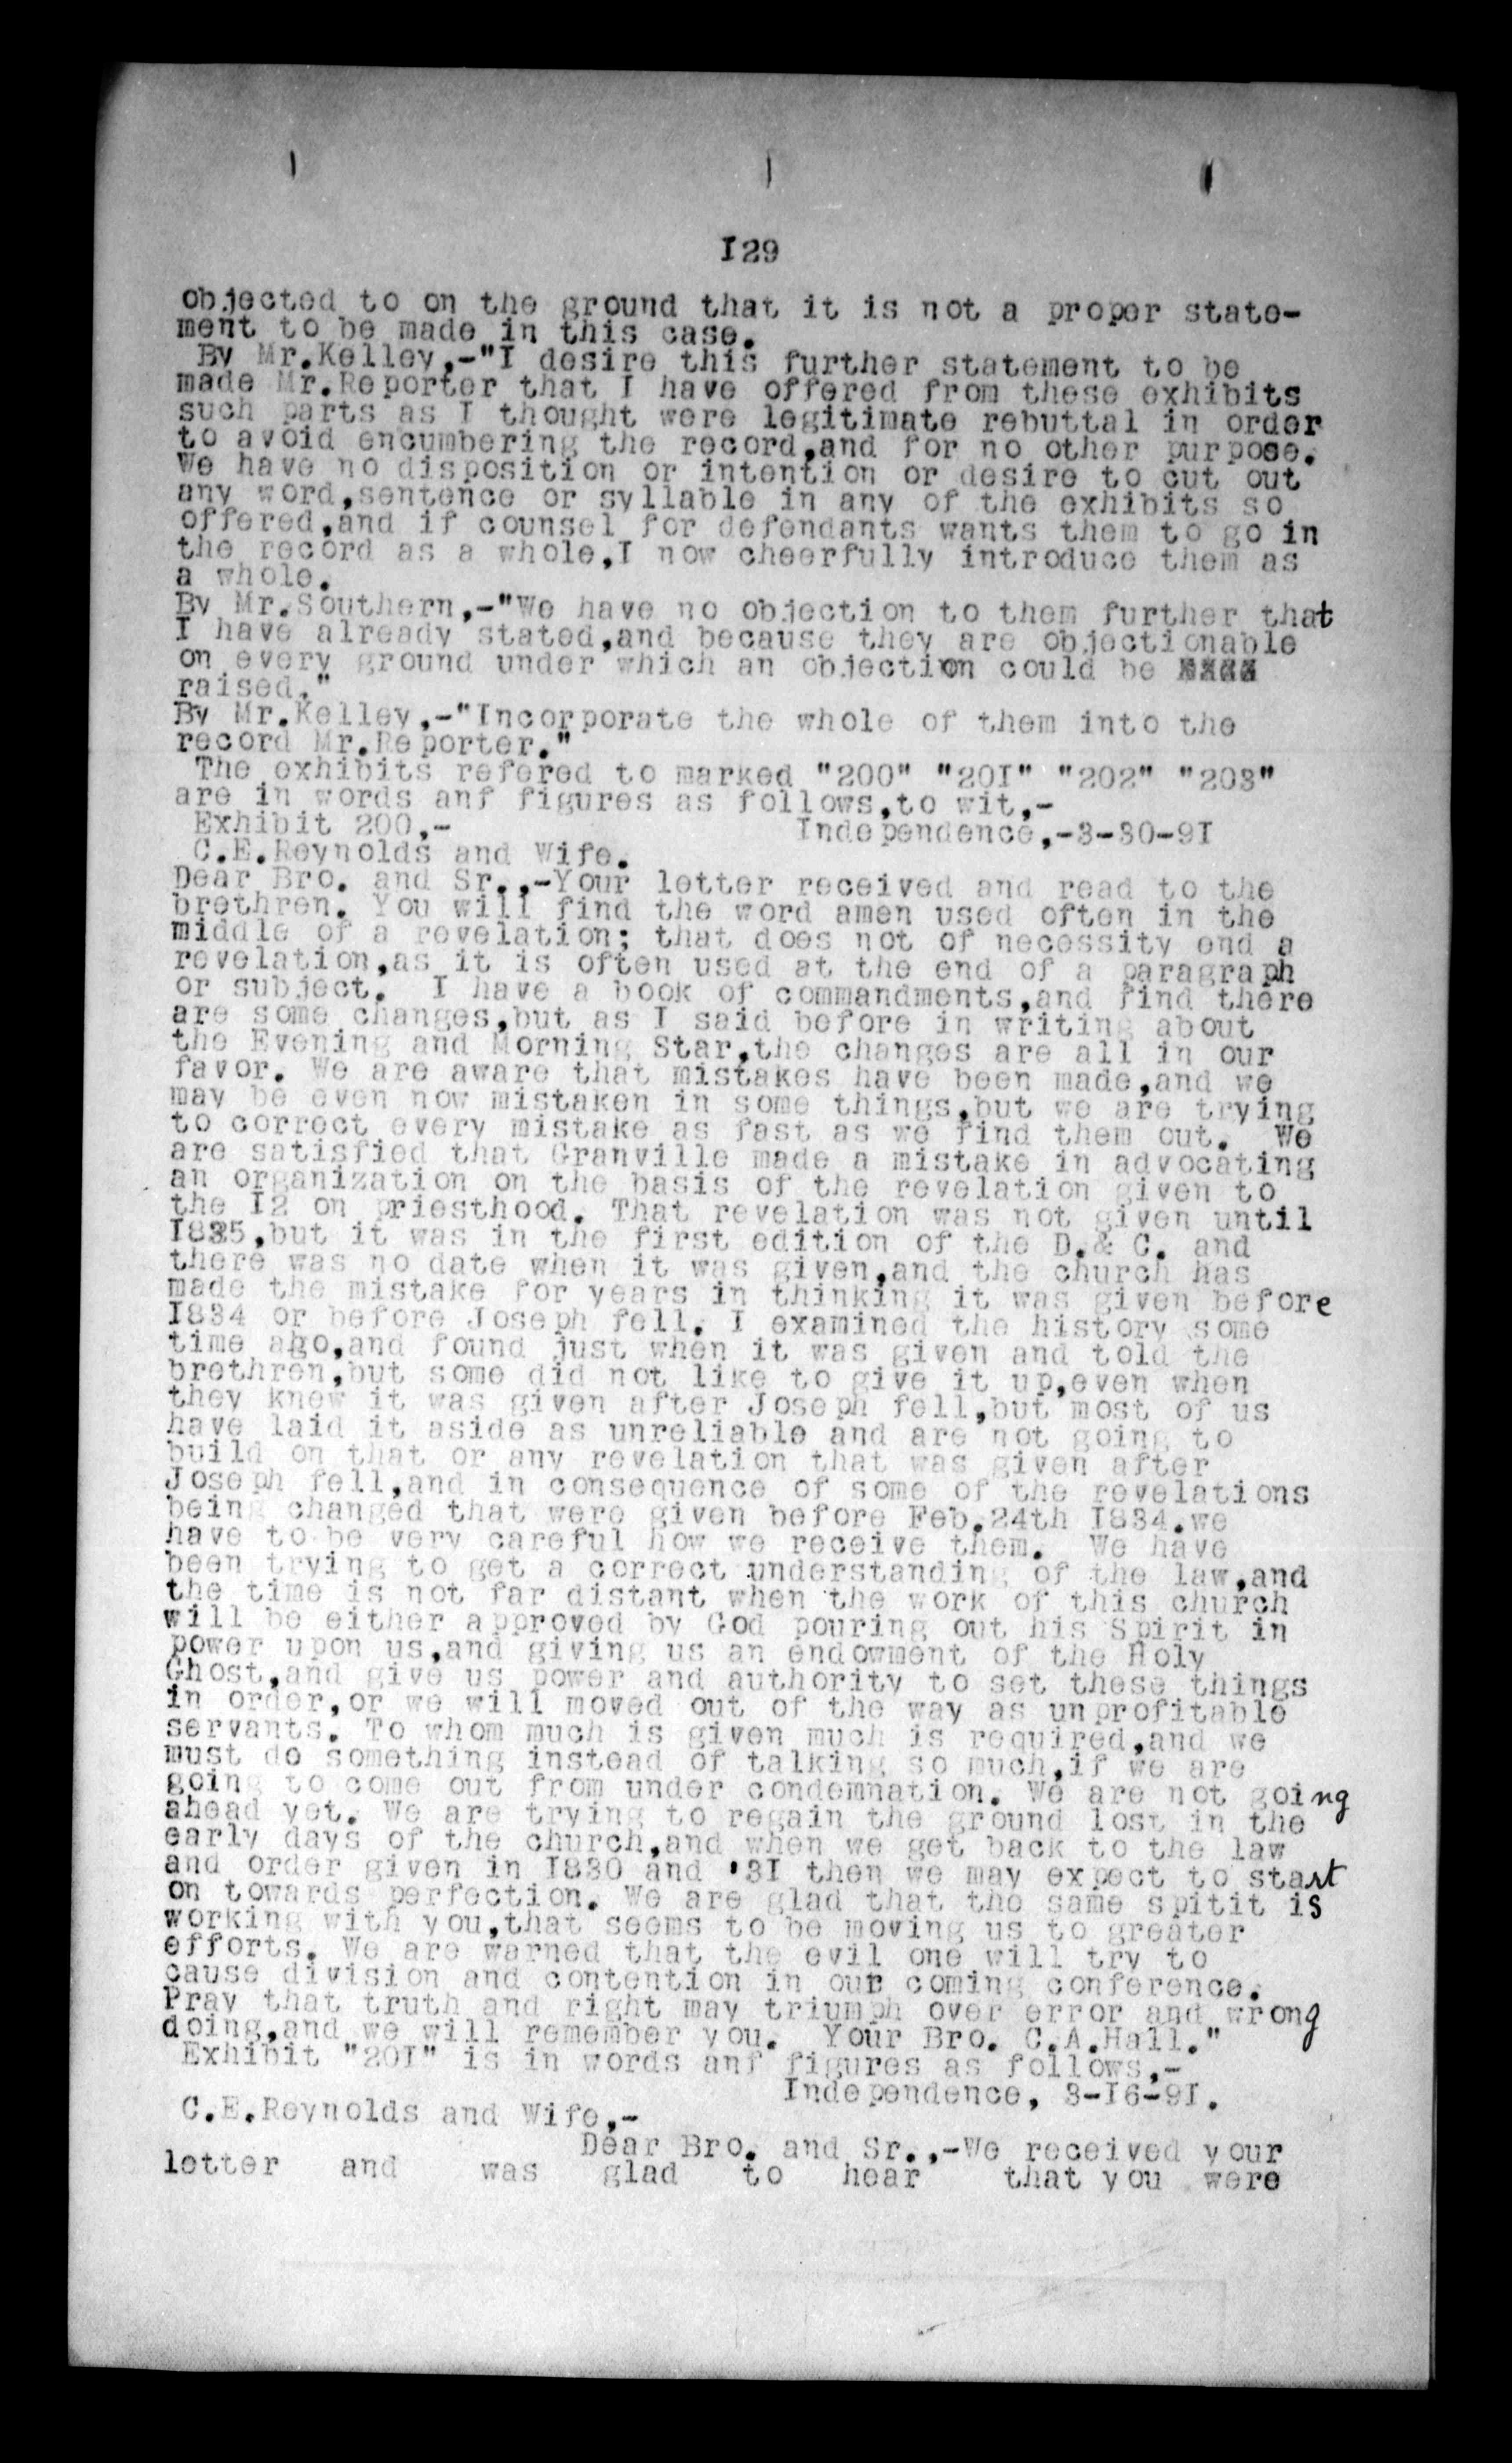 I29
objected to on the ground that it is not a proper state-
ment to be made in this case.
By Mr.Kelley,-"I desire this further statement to be
made Mr.Reporter that I have offered from these exhibits
such parts as I thought were legitimate rebuttal in order
to avoid encumbering the record,and for no other purpose.
We have no disposition or intention or desire to cut out
any word,sentence or syllable in any of the exhibits so
offered,and if counsel for defendants wants them to go in
the record as a whole,I now cheerfully introduce them as
a whole.
By Mr.Southern,-"We have no objection to them further that
I have already stated,and because they are objectionable
on every ground under which an objection could be
raised."
By Mr.Kelley,-"Incorporate the whole of them into the
record Mr.Reporter."
The exhibits refered to marked "200" "20I" "202" "203"
are in words anf figures as follows,to wit,-
Exhibit 200,- Independence,-3-30-9I
C.E.Reynolds and Wife.
Dear Bro. and Sr.,-Your letter received and read to the
brethren. You will find the word amen used often in the
middle of a revelation; that does not of necessity end a
revelation,as it is often used at the end of a paragraph
or subject. I have a book of commandments,and find there
are some changes,but as I said before in writing about
the Evening and Morning Star,the changes are all in our
favor. We are aware that mistakes have been made,and we
may be even now mistaken in some things,but we are trying
to correct every mistake as fast as we find them out. We
are satisfied that Granville made a mistake in advocating
an organization on the basis of the revelation given to
the I2 on priesthood. That revelation was not given until
I835,but it was in the first edition of the D.& C. and
there was no date when it was given,and the church has
made the mistake for years in thinking it was given before
I834 or before Joseph fell. I examined the history some
time ago,and found just when it was given and told the
brethren,but some did not like to give it up,even when
they knew it was given after Joseph fell,but most of us
have laid it aside as unreliable and are not going to
build on that or any revelation that was given after
Joseph fell,and in consequence of some of the revelations
being changed that were given before Feb.24th I834.we
have to be very careful how we receive them. We have
been trying to get a correct understanding of the law,and
the time is not far distant when the work of this church
will be either approved by God pouring out his Spirit in
power upon us,and giving us an endowment of the Holy
Ghost,and give us power and authority to set these things
in order,or we will moved out of the way as unprofitable
servants. To whom much is given much is required,and we
must do something instead of talking so much,if we are
going to come out from under condemnation. We are not going
ahead yet. We are trying to regain the ground lost in the
early days of the church,and when we get back to the law
and order given in I830 and '3I then we may expect to start
on towards perfection. We are glad that the same spitit is
working with you,that seems to be moving us to greater
efforts. We are warned that the evil one will try to
cause division and contention in our coming conference.
Pray that truth and right may triumph over error and wrong
doing,and we will remember you. Your Bro. C.A.Hall."
Exhibit "20I" is in words anf figures as follows,-
Independence, 3-I6-9I.
C.E.Reynolds and Wife,-
Dear Bro. and Sr.,-We received your
letter and was glad to hear that you were